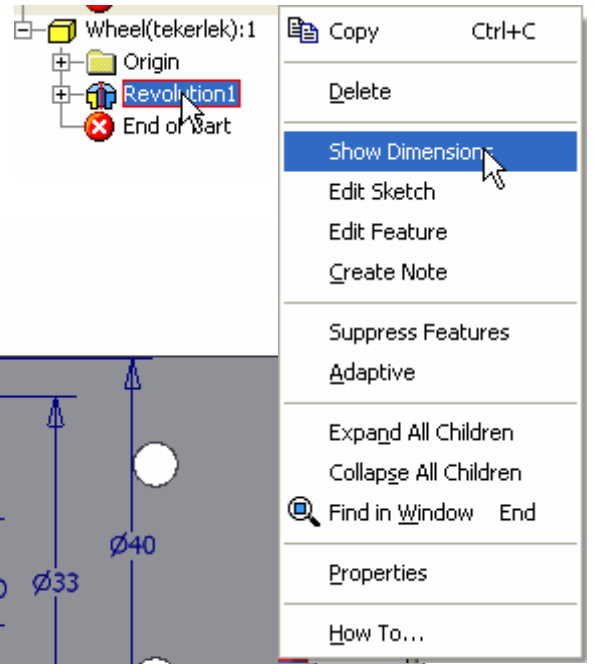 Wheel(tekerlek):1
Origin
Revolution1
End of Part
Copy Ctrl+C
Delete
Show Dimensions
Edit Sketch
Edit Feature
Create Note
Suppress Features
Adaptive
Expand All Children
Collapse All Children
Find in Window End
Properties
How To...
Ø40
Ø33